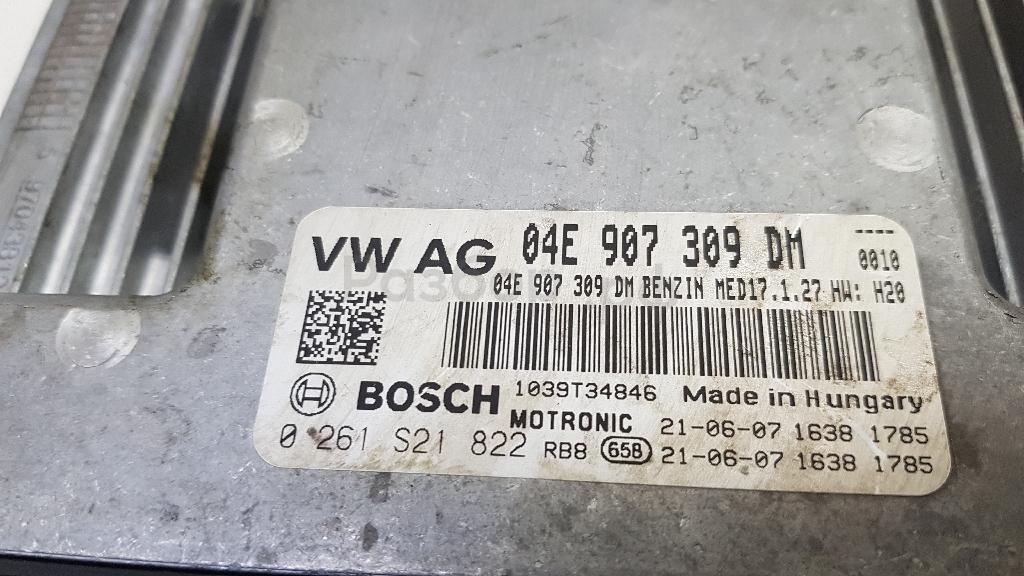 VW AG 04E 907 309 DM ---- 0010
04E 907 309 DM BENZIN MED17.1.27 HW: H20
BOSCH 1039T34846 Made in Hungary
MOTRONIC 21-06-07 1638 1785
0 261 S21 822 RB8 65B 21-06-07 1638 1785